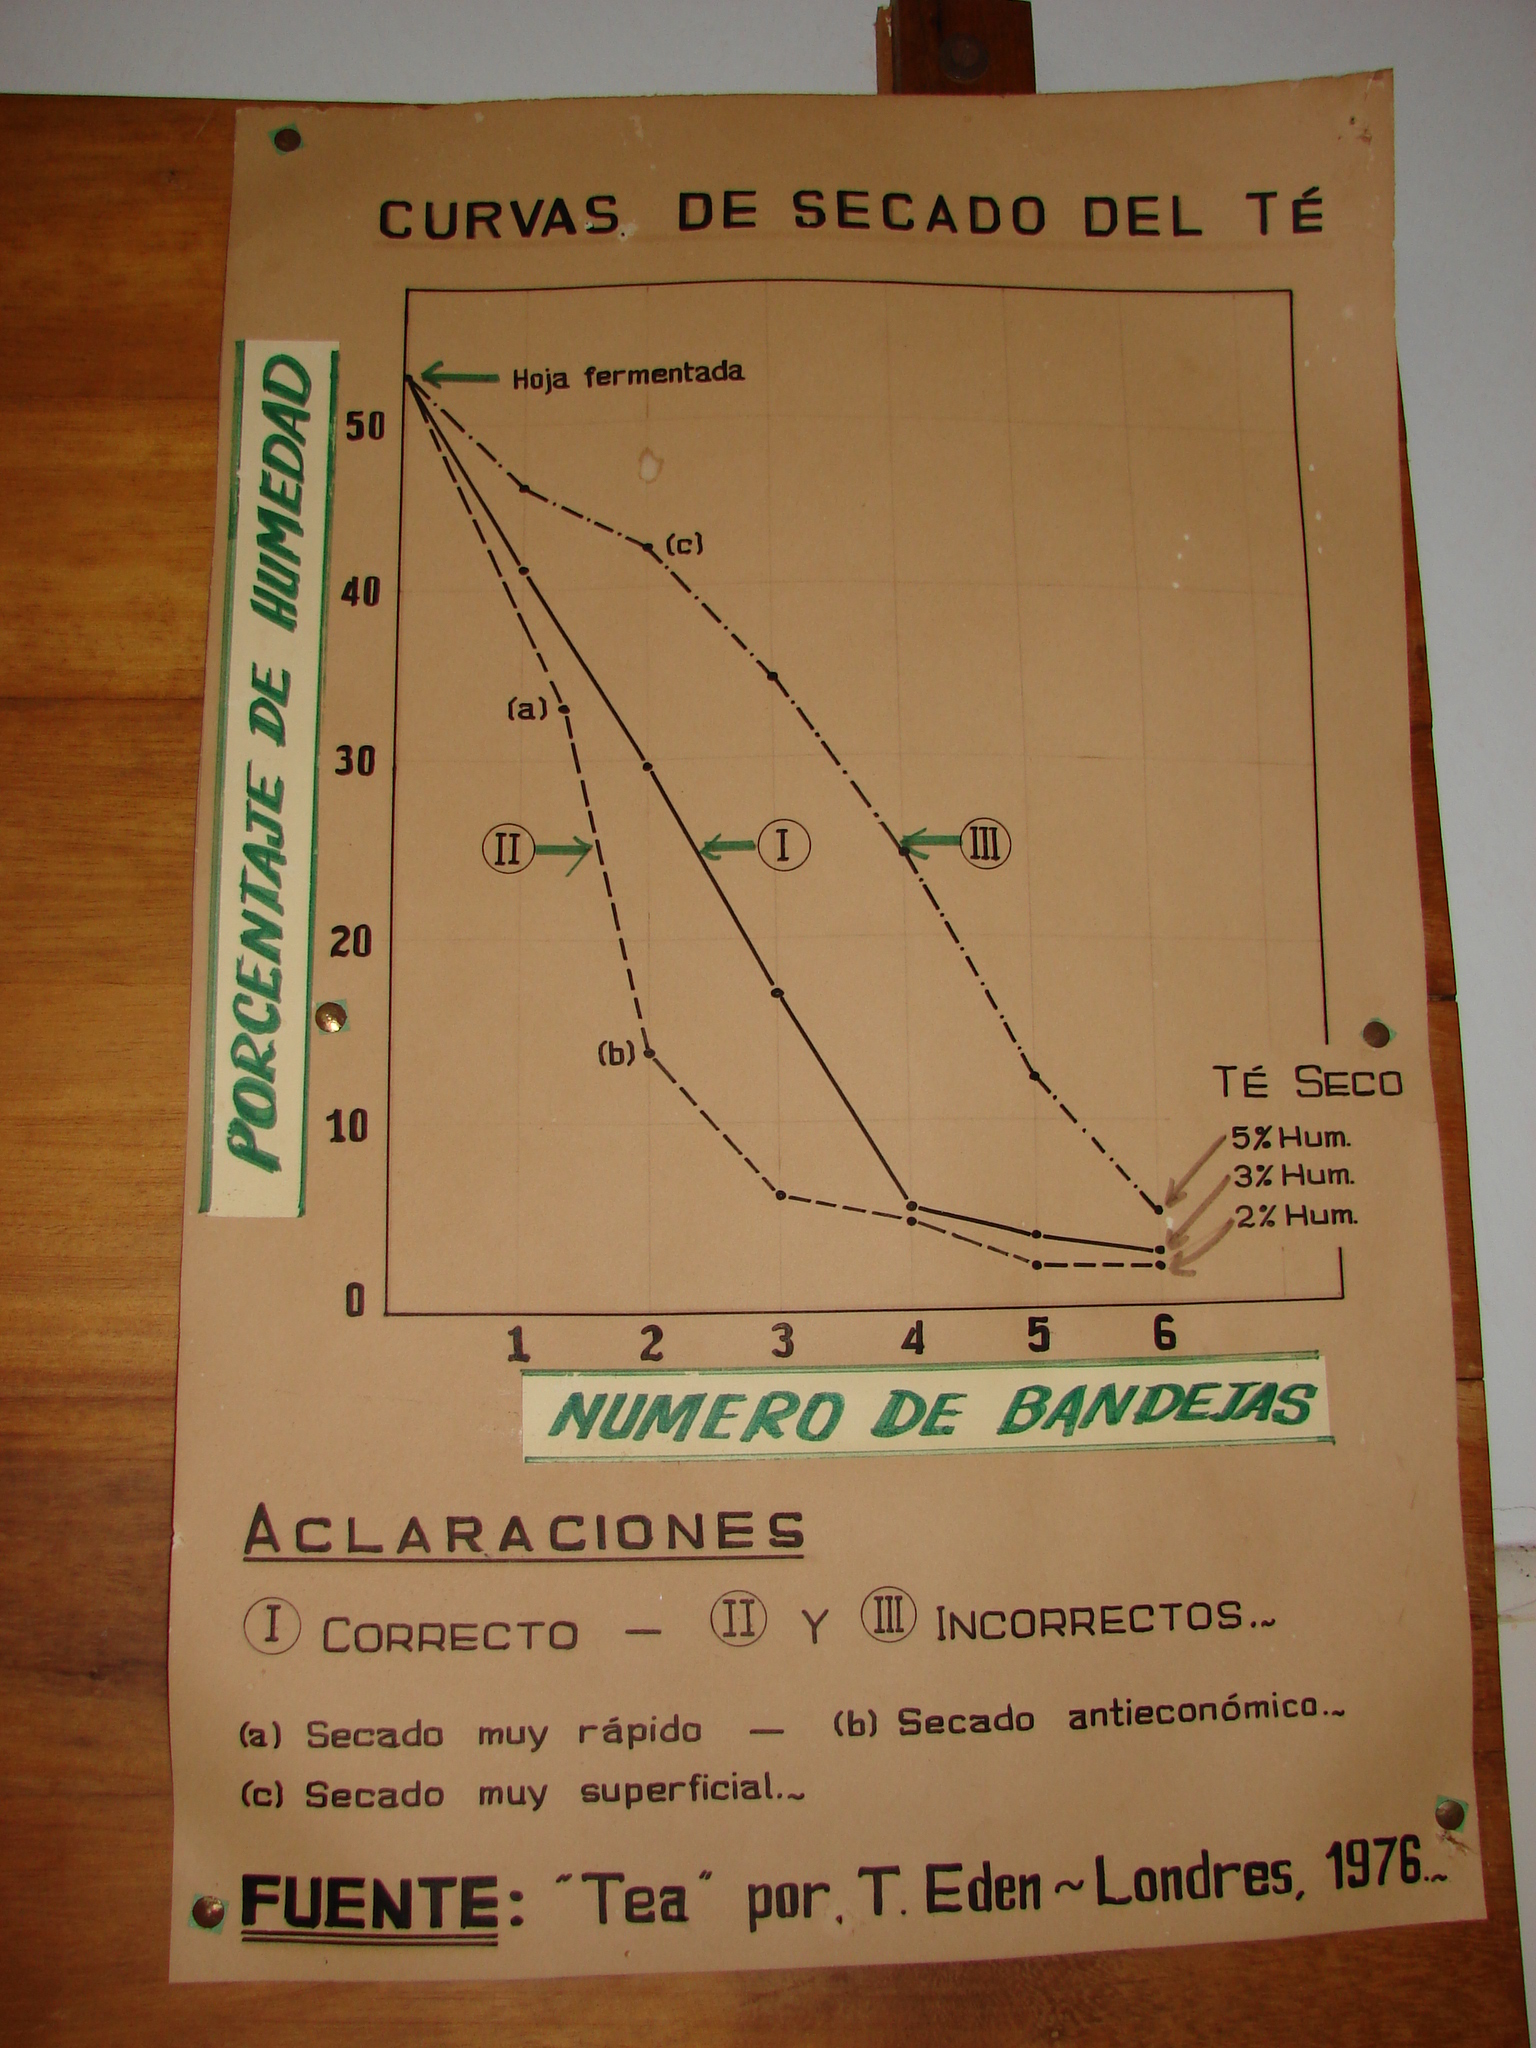 CURVAS DE SECADO DEL TÉ
PORCENTAJE DE HUMEDAD
Hoja fermentada
50
40
30
20
10
0
(c)
(a)
II
I
III
(b)
TÉ SECO
5% Hum.
3% Hum.
2% Hum.
1 2 3 4 5 6
NUMERO DE BANDEJAS
ACLARACIONES
I CORRECTO — II Y III INCORRECTOS.~
(a) Secado muy rápido — (b) Secado antieconómico.~
(c) Secado muy superficial.~
FUENTE: "Tea" por. T. Eden ~ Londres, 1976.~